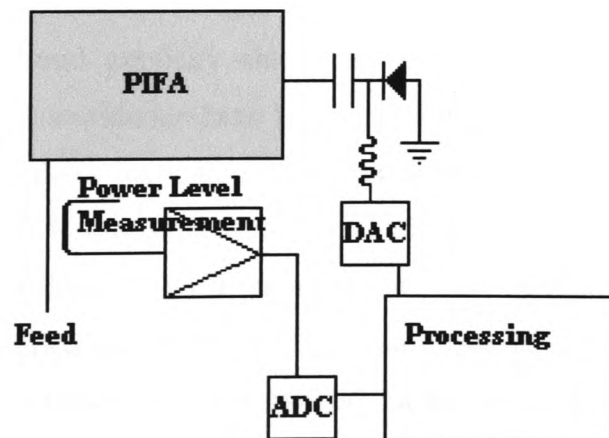 PIFA
Power Level
Measurement
DAC
Feed
Processing
ADC